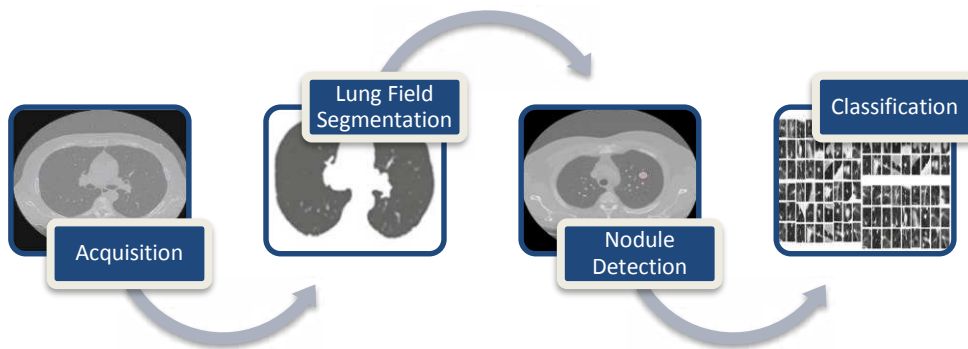 Acquisition
Lung Field
Segmentation
Nodule
Detection
Classification